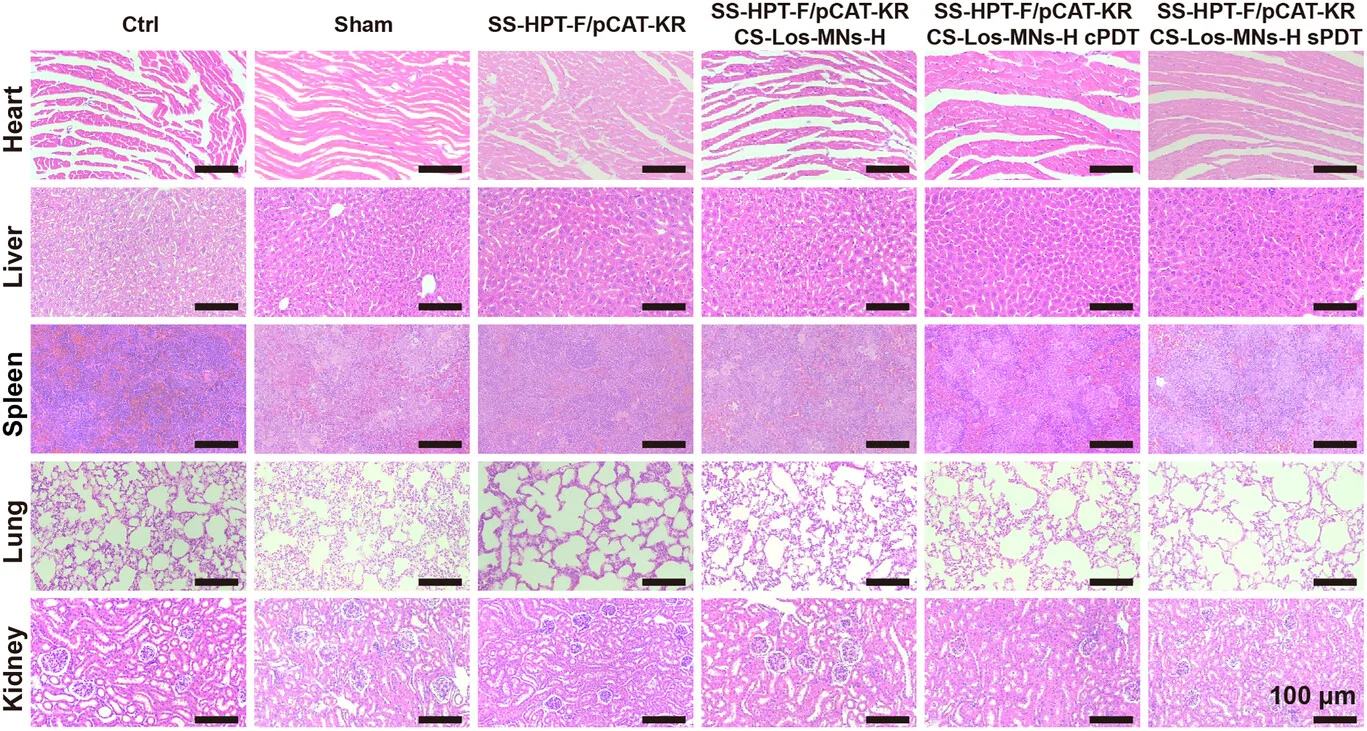 Ctrl
Sham
SS-HPT-F/pCAT-KR
SS-HPT-F/pCAT-KR
CS-Los-MNs-H
SS-HPT-F/pCAT-KR
CS-Los-MNs-H cPDT
SS-HPT-F/pCAT-KR
CS-Los-MNs-H sPDT
Heart
Liver
Spleen
Lung
Kidney
100 μm